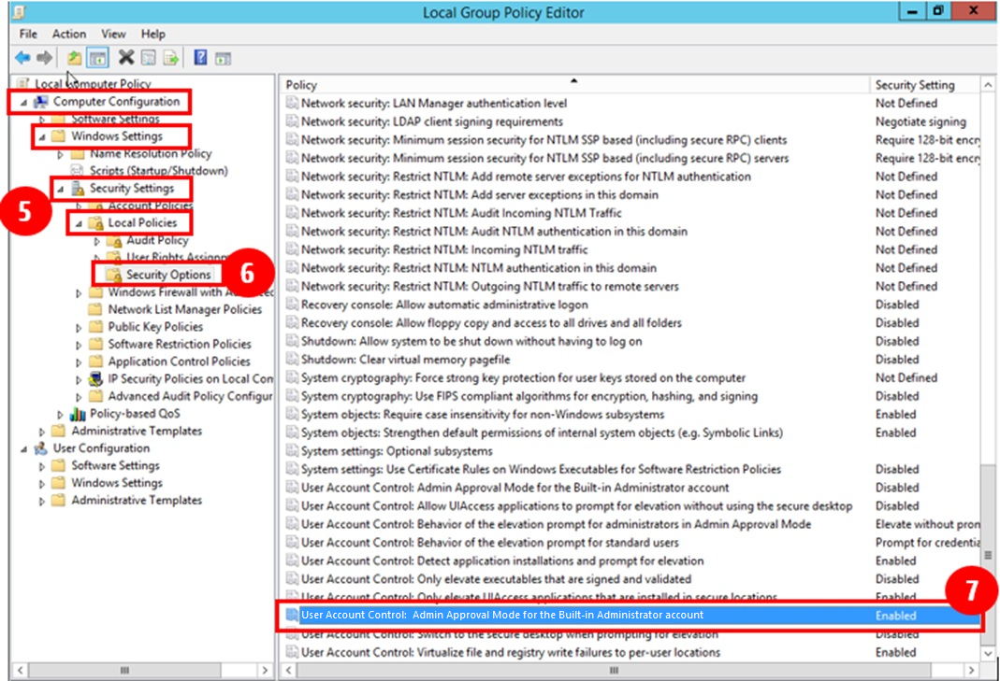 Local Group Policy Editor
File Action View Help
Local Computer Policy
Computer Configuration
Software Settings
Windows Settings
Name Resolution Policy
Scripts (Startup/Shutdown)
Security Settings
5
Account Policies
Local Policies
Audit Policy
User Rights Assignm
Security Options
6
Windows Firewall with Advanced
Network List Manager Policies
Public Key Policies
Software Restriction Policies
Application Control Policies
IP Security Policies on Local Con
Advanced Audit Policy Configur
Policy-based QoS
Administrative Templates
User Configuration
Software Settings
Windows Settings
Administrative Templates
Policy Security Setting
Network security: LAN Manager authentication level Not Defined
Network security: LDAP client signing requirements Negotiate signing
Network security: Minimum session security for NTLM SSP based (including secure RPC) clients Require 128-bit encry
Network security: Minimum session security for NTLM SSP based (including secure RPC) servers Require 128-bit encry
Network security: Restrict NTLM: Add remote server exceptions for NTLM authentication Not Defined
Network security: Restrict NTLM: Add server exceptions in this domain Not Defined
Network security: Restrict NTLM: Audit Incoming NTLM Traffic Not Defined
Network security: Restrict NTLM: Audit NTLM authentication in this domain Not Defined
Network security: Restrict NTLM: Incoming NTLM traffic Not Defined
Network security: Restrict NTLM: NTLM authentication in this domain Not Defined
Network security: Restrict NTLM: Outgoing NTLM traffic to remote servers Not Defined
Recovery console: Allow automatic administrative logon Disabled
Recovery console: Allow floppy copy and access to all drives and all folders Disabled
Shutdown: Allow system to be shut down without having to log on Disabled
Shutdown: Clear virtual memory pagefile Disabled
System cryptography: Force strong key protection for user keys stored on the computer Not Defined
System cryptography: Use FIPS compliant algorithms for encryption, hashing, and signing Disabled
System objects: Require case insensitivity for non-Windows subsystems Enabled
System objects: Strengthen default permissions of internal system objects (e.g. Symbolic Links) Enabled
System settings: Optional subsystems
System settings: Use Certificate Rules on Windows Executables for Software Restriction Policies Disabled
User Account Control: Admin Approval Mode for the Built-in Administrator account Disabled
User Account Control: Allow UIAccess applications to prompt for elevation without using the secure desktop Disabled
User Account Control: Behavior of the elevation prompt for administrators in Admin Approval Mode Elevate without pron
User Account Control: Behavior of the elevation prompt for standard users Prompt for credentia
User Account Control: Detect application installations and prompt for elevation Enabled
User Account Control: Only elevate executables that are signed and validated Disabled
User Account Control: Only elevate UIAccess applications that are installed in secure locations Enabled
7
User Account Control: Admin Approval Mode for the Built-in Administrator account Enabled
User Account Control: Switch to the secure desktop when prompting for elevation Disabled
User Account Control: Virtualize file and registry write failures to per-user locations Enabled